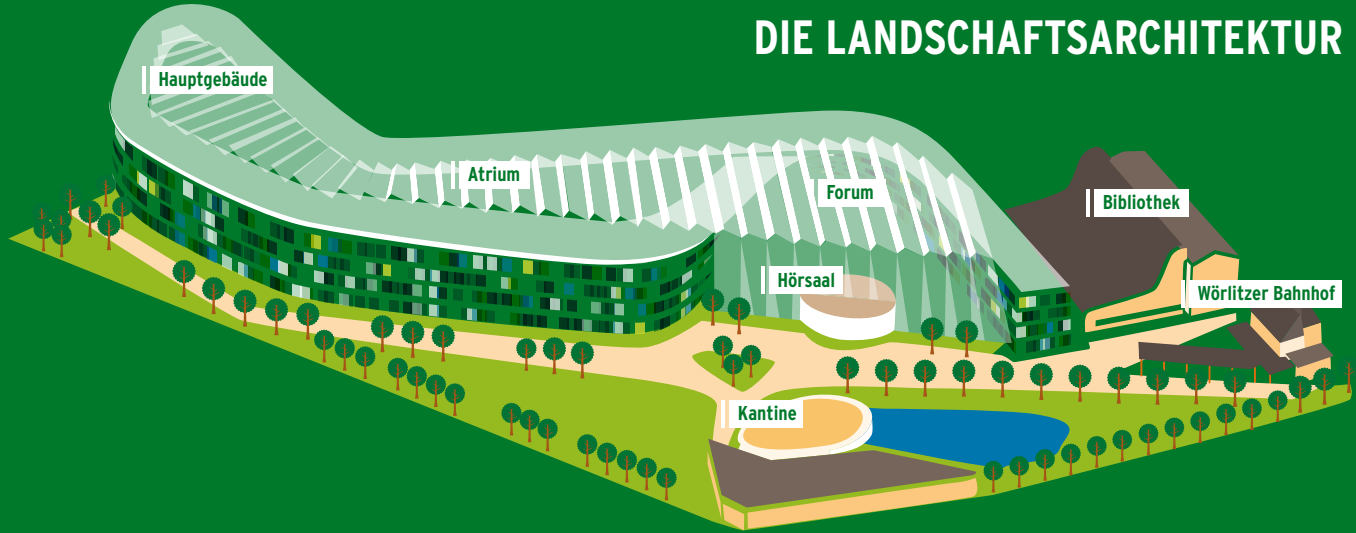 DIE LANDSCHAFTSARCHITEKTUR
Hauptgebäude
Atrium
Forum
Bibliothek
Hörsaal
Wörlitzer Bahnhof
Kantine